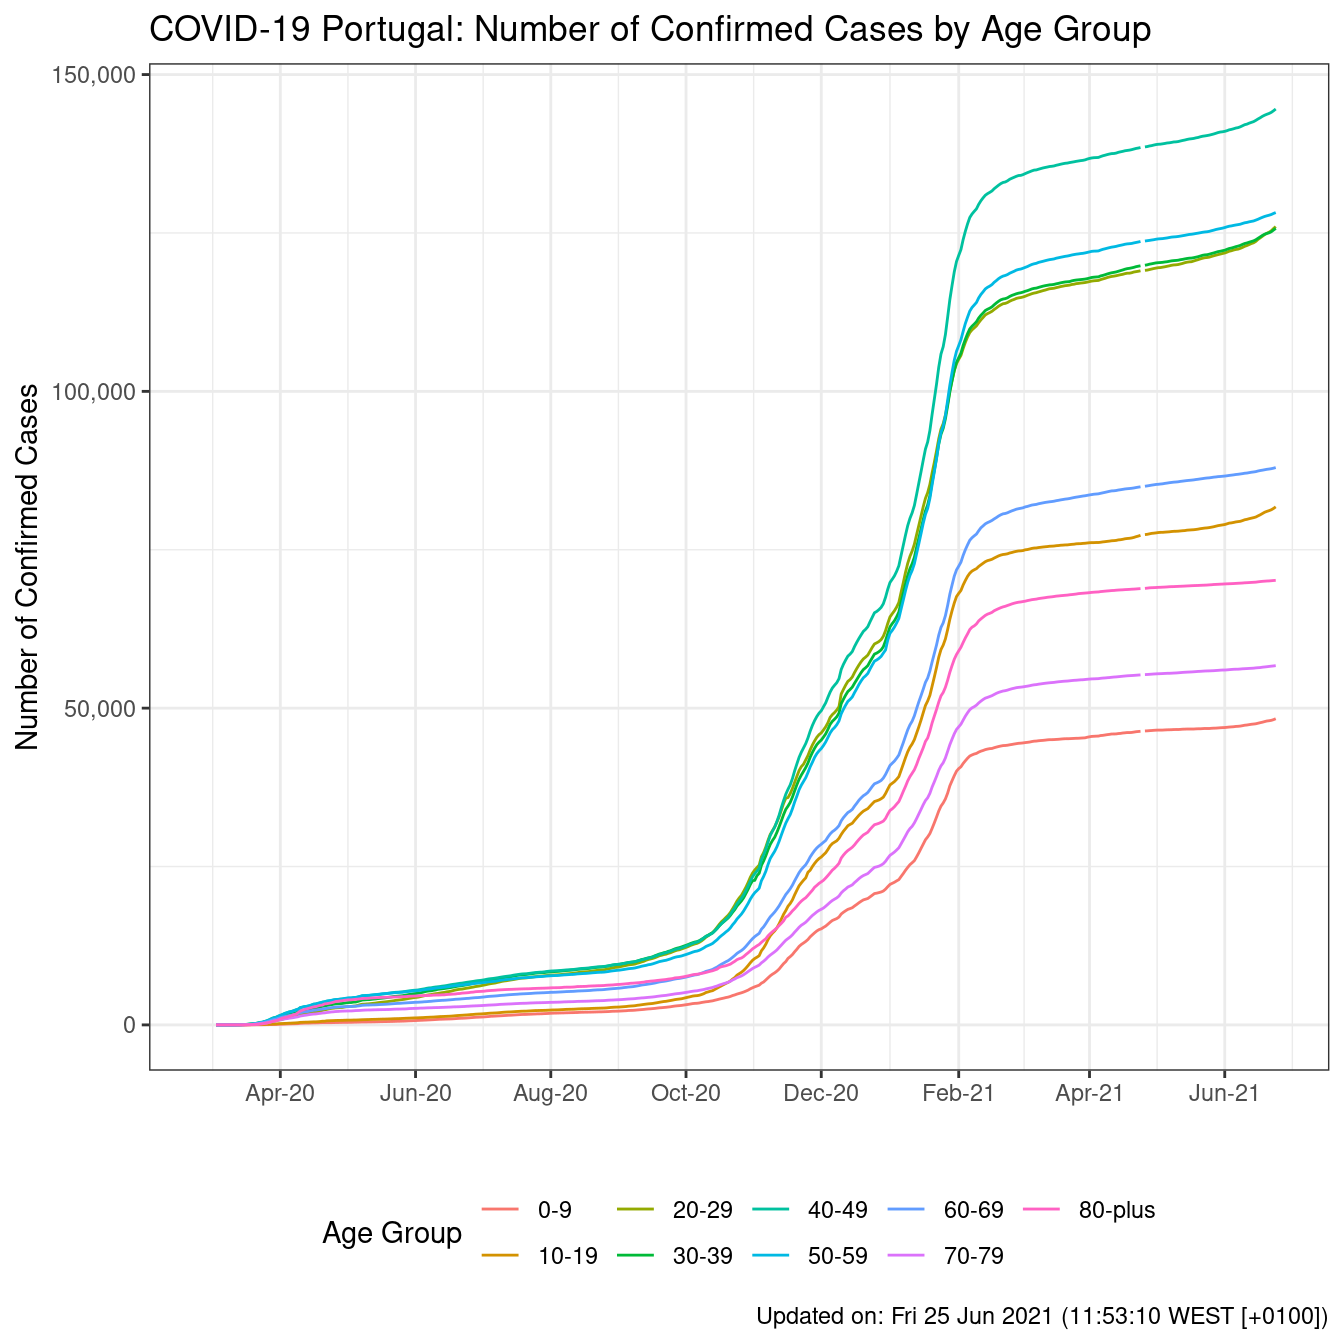 COVID-19 Portugal: Number of Confirmed Cases by Age Group
150,000
100,000
50,000
0
Number of Confirmed Cases
Apr-20 Jun-20 Aug-20 Oct-20 Dec-20 Feb-21 Apr-21 Jun-21
Age Group
0-9 20-29 40-49 60-69 80-plus
10-19 30-39 50-59 70-79
Updated on: Fri 25 Jun 2021 (11:53:10 WEST [+0100])